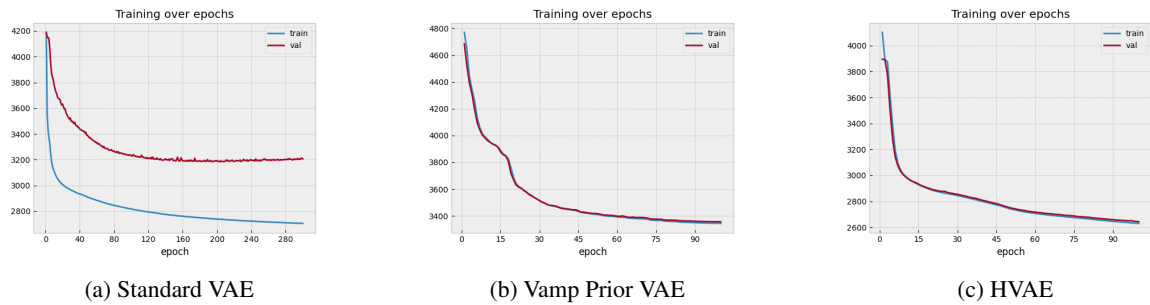 Training over epochs
train
val
4200
4000
3800
3600
3400
3200
3000
2800
0 40 80 120 160 200 240 280
epoch
(a) Standard VAE
Training over epochs
train
val
4800
4600
4400
4200
4000
3800
3600
3400
0 15 30 45 60 75 90
epoch
(b) Vamp Prior VAE
Training over epochs
train
val
4000
3800
3600
3400
3200
3000
2800
2600
0 15 30 45 60 75 90
epoch
(c) HVAE